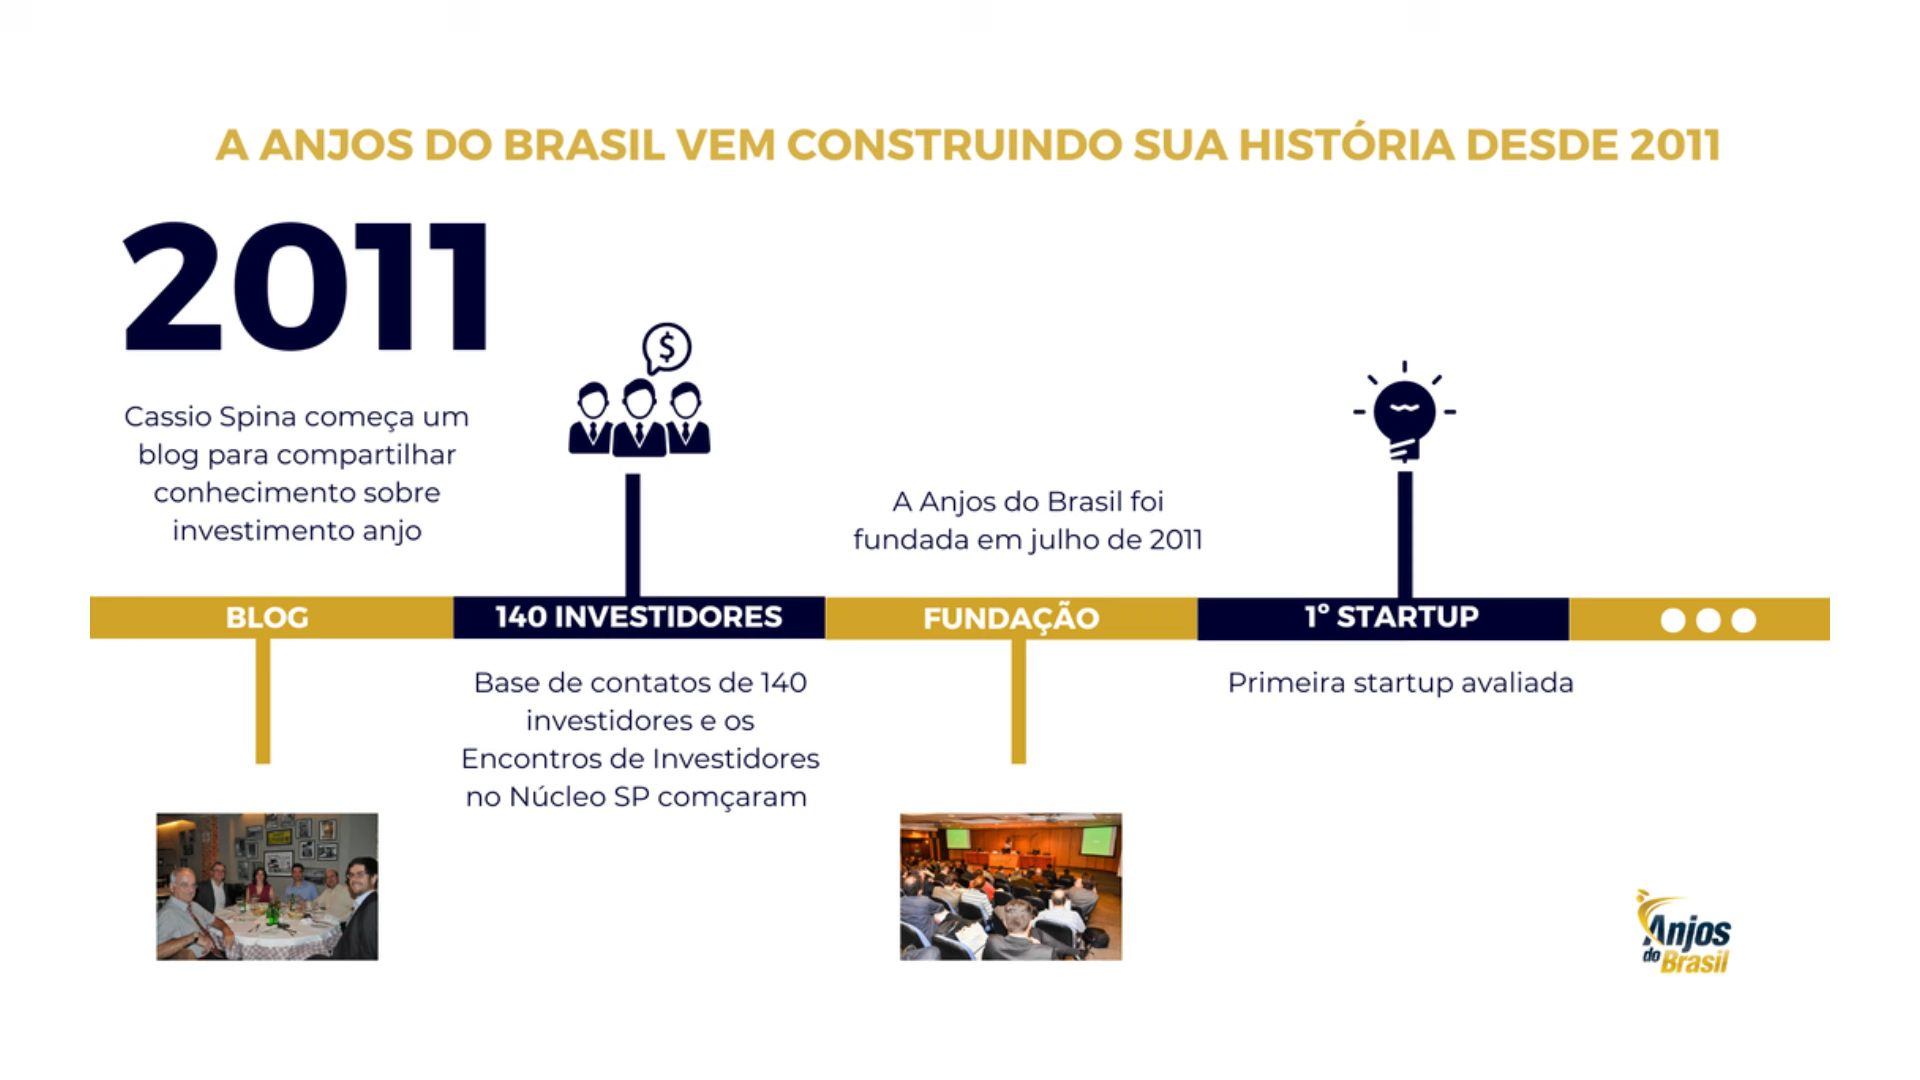 A ANJOS DO BRASIL VEM CONSTRUINDO SUA HISTÓRIA DESDE 2011
2011
Cassio Spina começa um
blog para compartilhar
conhecimento sobre
investimento anjo
$
A Anjos do Brasil foi
fundada em julho de 2011
BLOG
140 INVESTIDORES
FUNDAÇÃO
1º STARTUP
Base de contatos de 140
investidores e os
Encontros de Investidores
no Núcleo SP comçaram
Primeira startup avaliada
Anjos
do Brasil